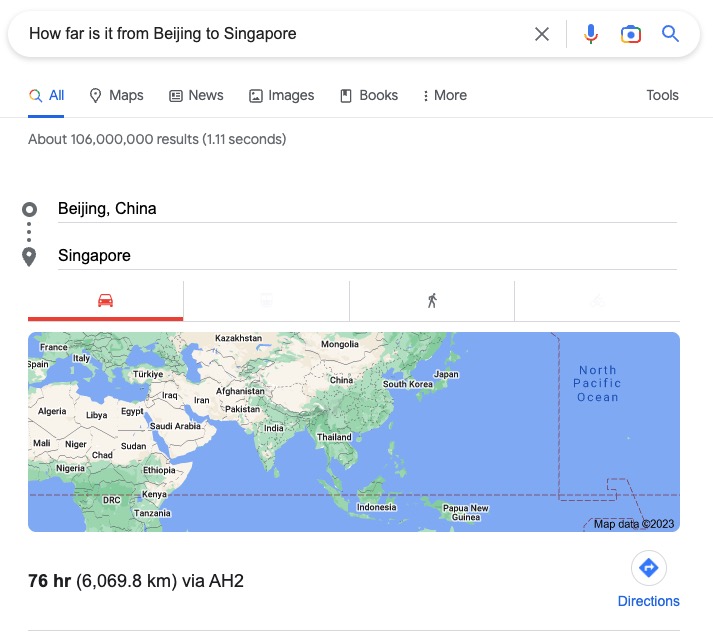 How far is it from Beijing to Singapore
All Maps News Images Books More Tools
About 106,000,000 results (1.11 seconds)
Beijing, China
Singapore
Kazakhstan
Mongolia
France
Italy
Spain
Türkiye
Japan
China
South Korea
Afghanistan
Iraq
Iran
Pakistan
Algeria
Libya
Egypt
Saudi Arabia
India
Thailand
Mali
Niger
Sudan
Chad
Nigeria
Ethiopia
DRC
Kenya
Tanzania
Indonesia
Papua New
Guinea
North
Pacific
Ocean
Map data ©2023
76 hr (6,069.8 km) via AH2
Directions